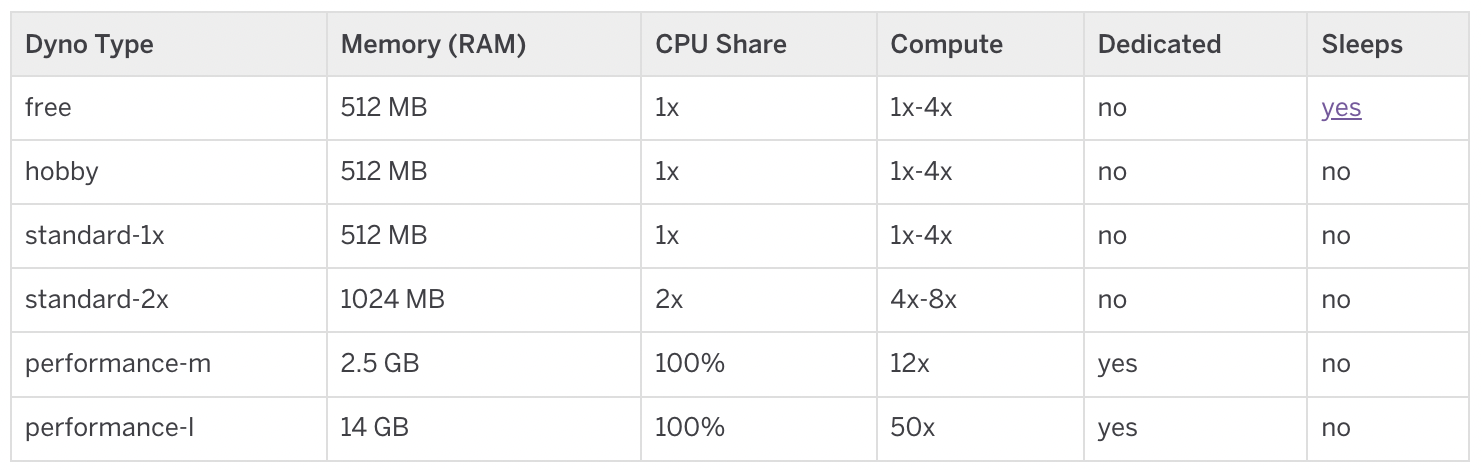 Dyno Type Memory (RAM) CPU Share Compute Dedicated Sleeps
free 512 MB 1x 1x-4x no yes
hobby 512 MB 1x 1x-4x no no
standard-1x 512 MB 1x 1x-4x no no
standard-2x 1024 MB 2x 4x-8x no no
performance-m 2.5 GB 100% 12x yes no
performance-l 14 GB 100% 50x yes no